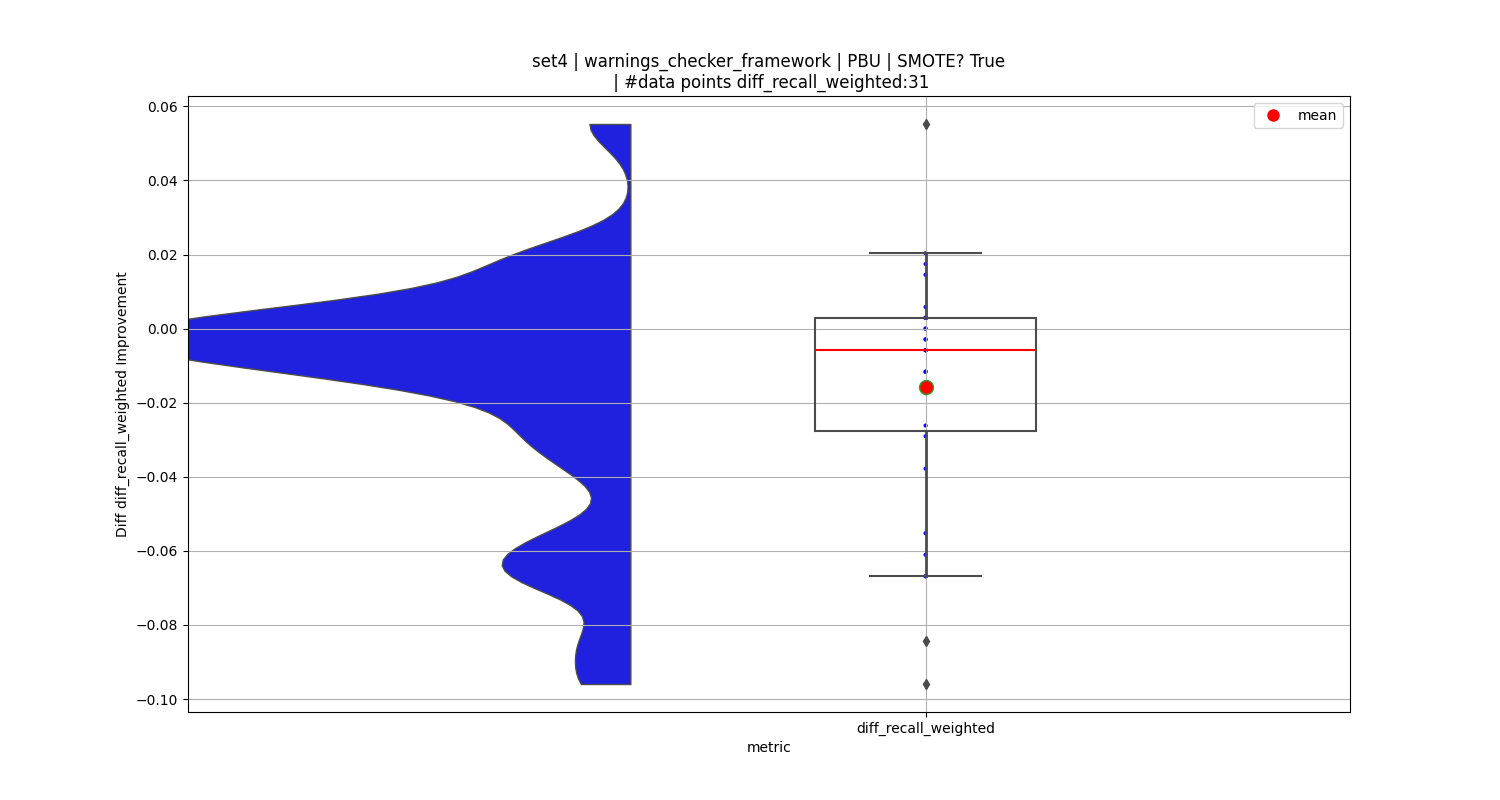 set4 | warnings_checker_framework | PBU | SMOTE? True
| #data points diff_recall_weighted:31
mean
0.06
0.04
0.02
0.00
−0.02
−0.04
−0.06
−0.08
−0.10
Diff diff_recall_weighted Improvement
diff_recall_weighted
metric